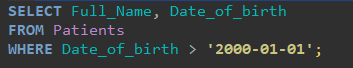 SELECT Full_Name, Date_of_birth
FROM Patients
WHERE Date_of_birth > '2000-01-01';